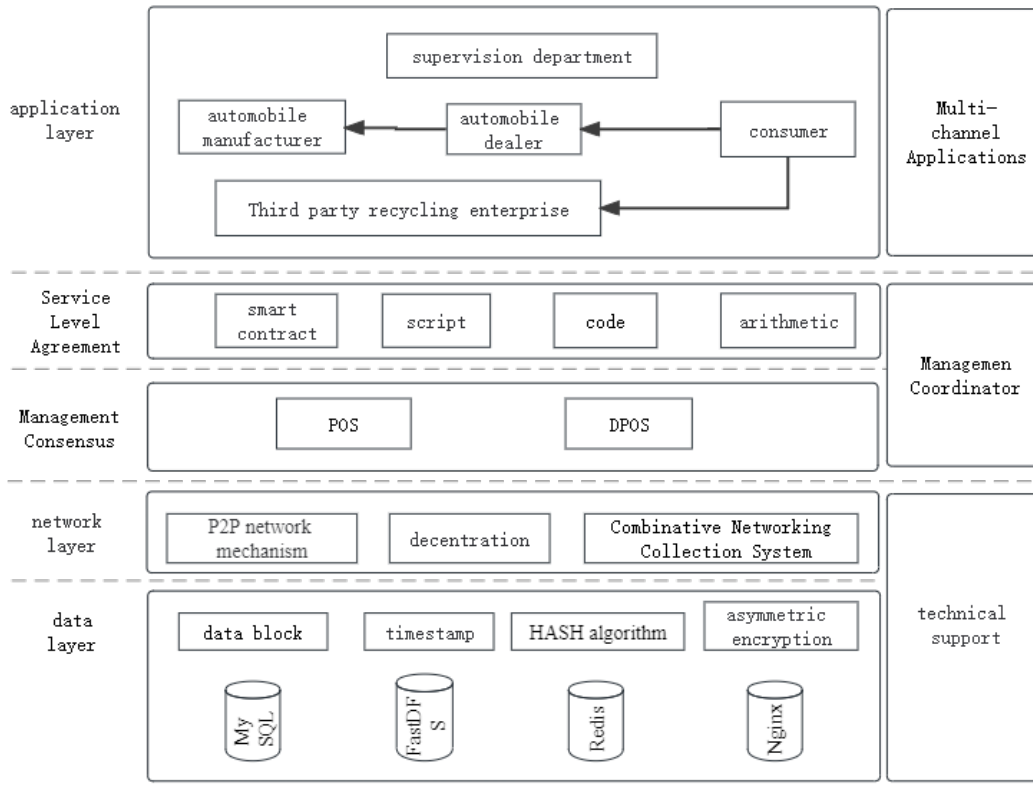 application
layer
supervision department
automobile
manufacturer
automobile
dealer
consumer
Third party recycling enterprise
Multi-
channel
Applications
Service
Level
Agreement
smart
contract
script
code
arithmetic
Managemen
Coordinator
Management
Consensus
POS
DPOS
network
layer
P2P network
mechanism
decentration
Combinative Networking
Collection System
data
layer
data block
timestamp
HASH algorithm
asymmetric
encryption
technical
support
My
SQL
FastDF
S
Redis
Nginx